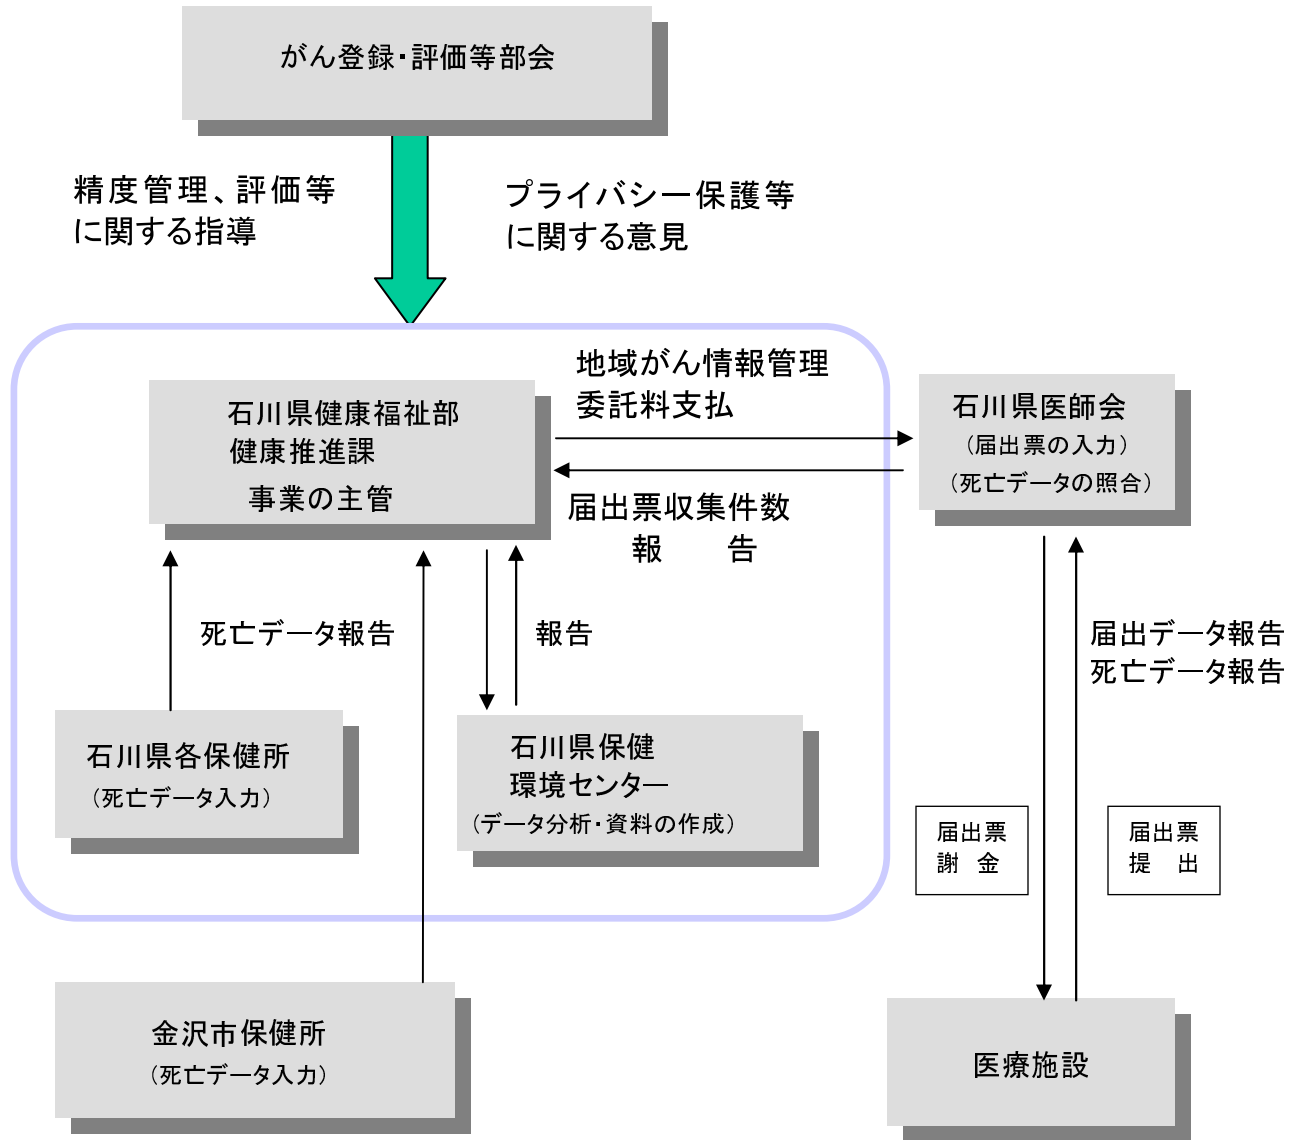 がん登録・評価等部会
精度管理、評価等
に関する指導
プライバシー保護等
に関する意見
地域がん情報管理
委託料支払
石川県健康福祉部
健康推進課
事業の主管
石川県医師会
（届出票の入力）
（死亡データの照合）
届出票収集件数
報　　告
死亡データ報告
報告
届出データ報告
死亡データ報告
石川県各保健所
（死亡データ入力）
石川県保健
環境センター
（データ分析・資料の作成）
届出票
謝　金
届出票
提　出
金沢市保健所
（死亡データ入力）
医療施設